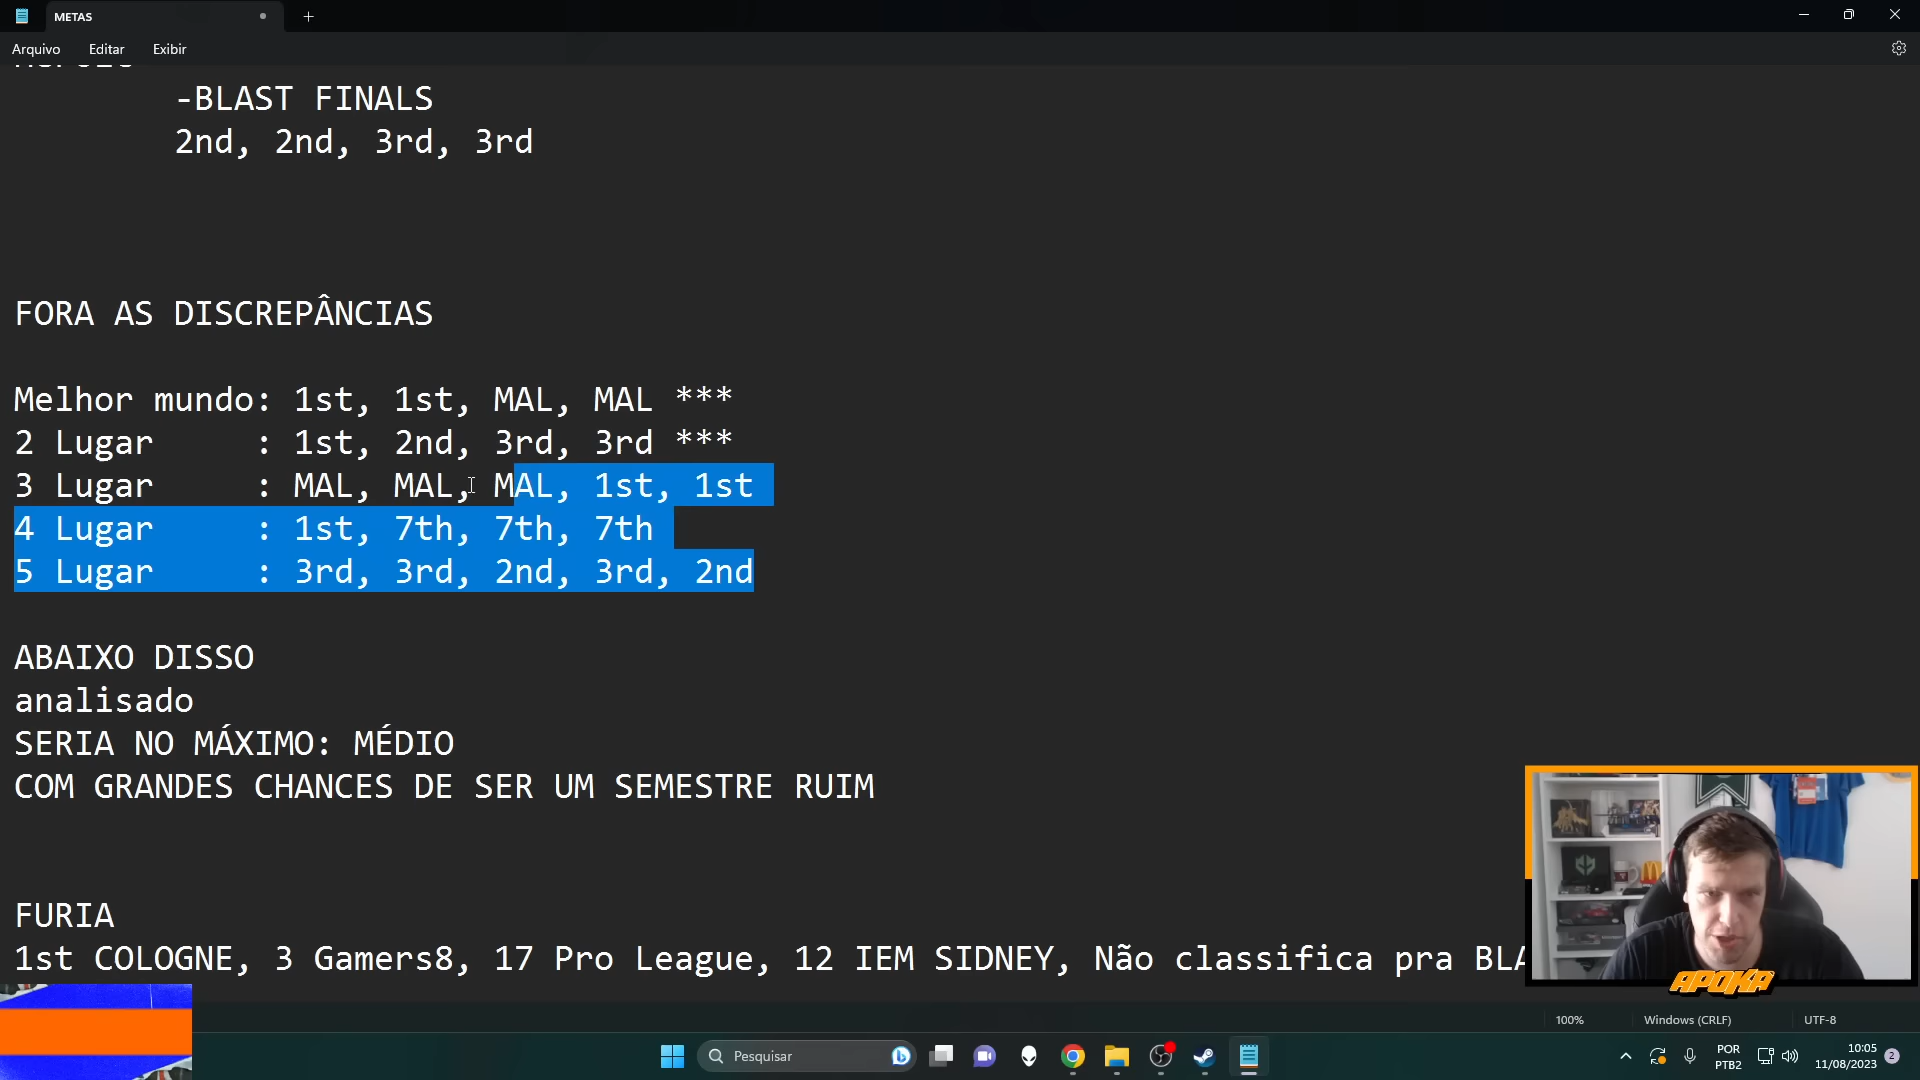 METAS
Arquivo Editar Exibir
-BLAST FINALS
2nd, 2nd, 3rd, 3rd
FORA AS DISCREPÂNCIAS
Melhor mundo: 1st, 1st, MAL, MAL ***
2 Lugar : 1st, 2nd, 3rd, 3rd ***
3 Lugar : MAL, MAL, MAL, 1st, 1st
4 Lugar : 1st, 7th, 7th, 7th
5 Lugar : 3rd, 3rd, 2nd, 3rd, 2nd
ABAIXO DISSO
analisado
SERIA NO MÁXIMO: MÉDIO
COM GRANDES CHANCES DE SER UM SEMESTRE RUIM
FURIA
1st COLOGNE, 3 Gamers8, 17 Pro League, 12 IEM SIDNEY, Não classifica pra
APOKA
100% Windows (CRLF) UTF-8
Pesquisar
POR
PTB2
10:05
11/08/2023
2